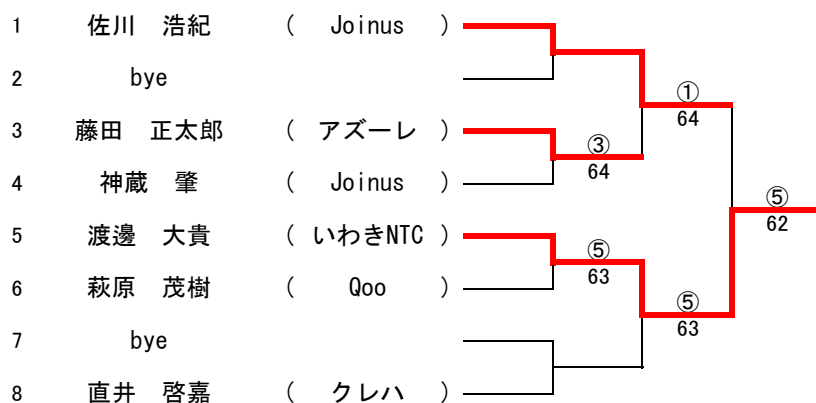 1 佐川 浩紀 ( Joinus )
2 bye
①
64
3 藤田 正太郎 ( アズーレ )
③
64
4 神蔵 肇 ( Joinus )
⑤
62
5 渡邊 大貴 ( いわきNTC )
⑤
63
6 萩原 茂樹 ( Qoo )
⑤
63
7 bye
8 直井 啓嘉 ( クレハ )